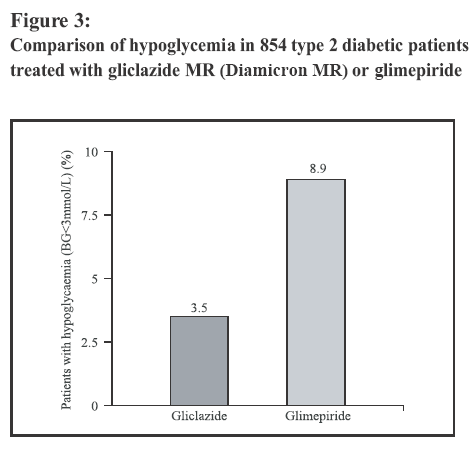 Figure 3:
Comparison of hypoglycemia in 854 type 2 diabetic patients
treated with gliclazide MR (Diamicron MR) or glimepiride
Patients with hypoglycaemia (BG<3mmol/L) (%)
10
7.5
5
2.5
0
3.5
8.9
Gliclazide
Glimepiride